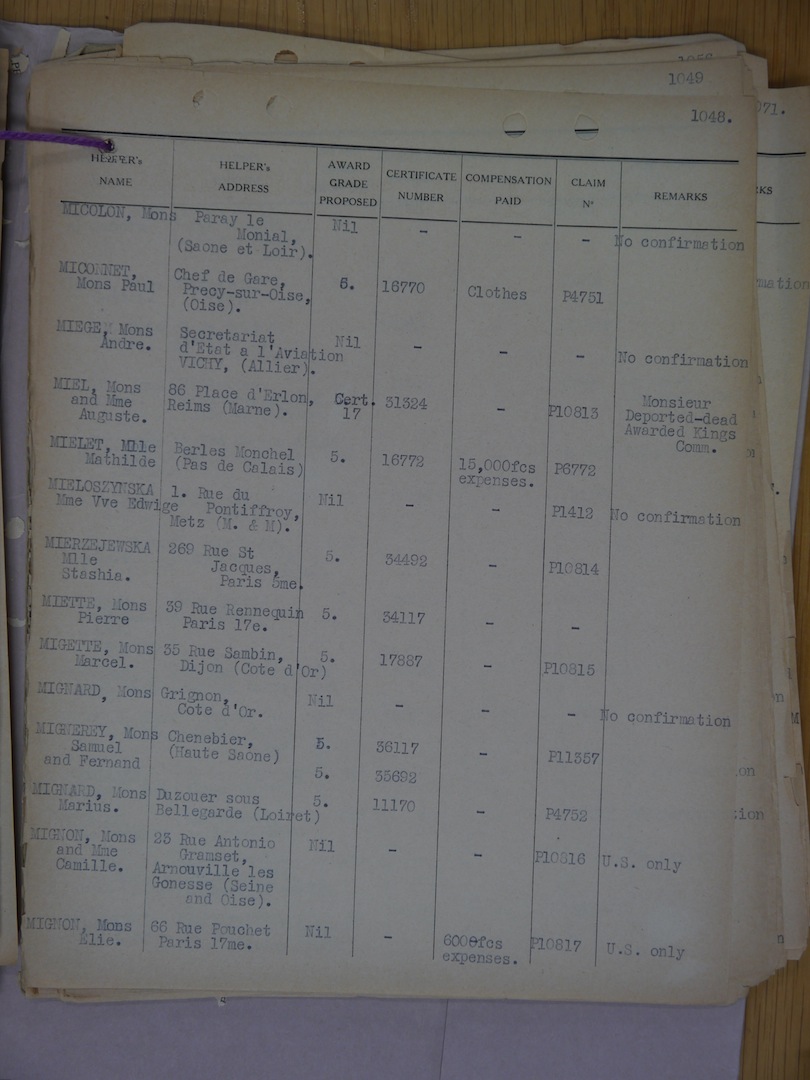 1049
1048.
071.
HELPER's NAME
HELPER's ADDRESS
AWARD GRADE PROPOSED
CERTIFICATE NUMBER
COMPENSATION PAID
CLAIM N°
REMARKS
KS
MICOLON, Mons Paray le Nil - - - No confirmation
Monial,
(Saone et Loir).
MICONNET, Chef de Gare, 5. 16770 Clothes P4751
Mons Paul Precy-sur-Oise,
(Oise).
MIEGE, Mons Secretariat Nil - - - No confirmation
Andre. d'Etat a l'Aviation
VICHY, (Allier).
MIEL, Mons 86 Place d'Erlon, Cert. 31324 - P10813 Monsieur
and Mme Reims (Marne). 17 Deported-dead
Auguste. Awarded Kings
Comm.
MIELET, Mlle Berles Monchel 5. 16772 15,000fcs P6772
Mathilde (Pas de Calais) expenses.
MIELOSZYNSKA 1. Rue du Nil - - P1412 No confirmation
Mme Vve Edwige Pontiffroy,
Metz (M. & M).
MIERZEJEWSKA 269 Rue St 5. 34492 - P10814
Mlle Jacques,
Stashia. Paris 5me.
MIETTE, Mons 39 Rue Rennequin 5. 34117 - -
Pierre Paris 17e.
MIGETTE, Mons 35 Rue Sambin, 5. 17887 - P10815
Marcel. Dijon (Cote d'Or)
MIGNARD, Mons Grignon, Nil - - - No confirmation
Cote d'Or.
MIGNEREY, Mons Chenebier, 5. 36117 - P11357
Samuel (Haute Saone)
and Fernand 5. 35692
MIGNARD, Mons Duzouer sous 5. 11170 - P4752
Marius. Bellegarde (Loiret)
MIGNON, Mons 23 Rue Antonio Nil - - P10816 U.S. only
and Mme Gramset,
Camille. Arnouville les
Gonesse (Seine
and Oise).
MIGNON, Mons 66 Rue Pouchet Nil - 6000fcs P10817 U.S. only
Elie. Paris 17me. expenses.